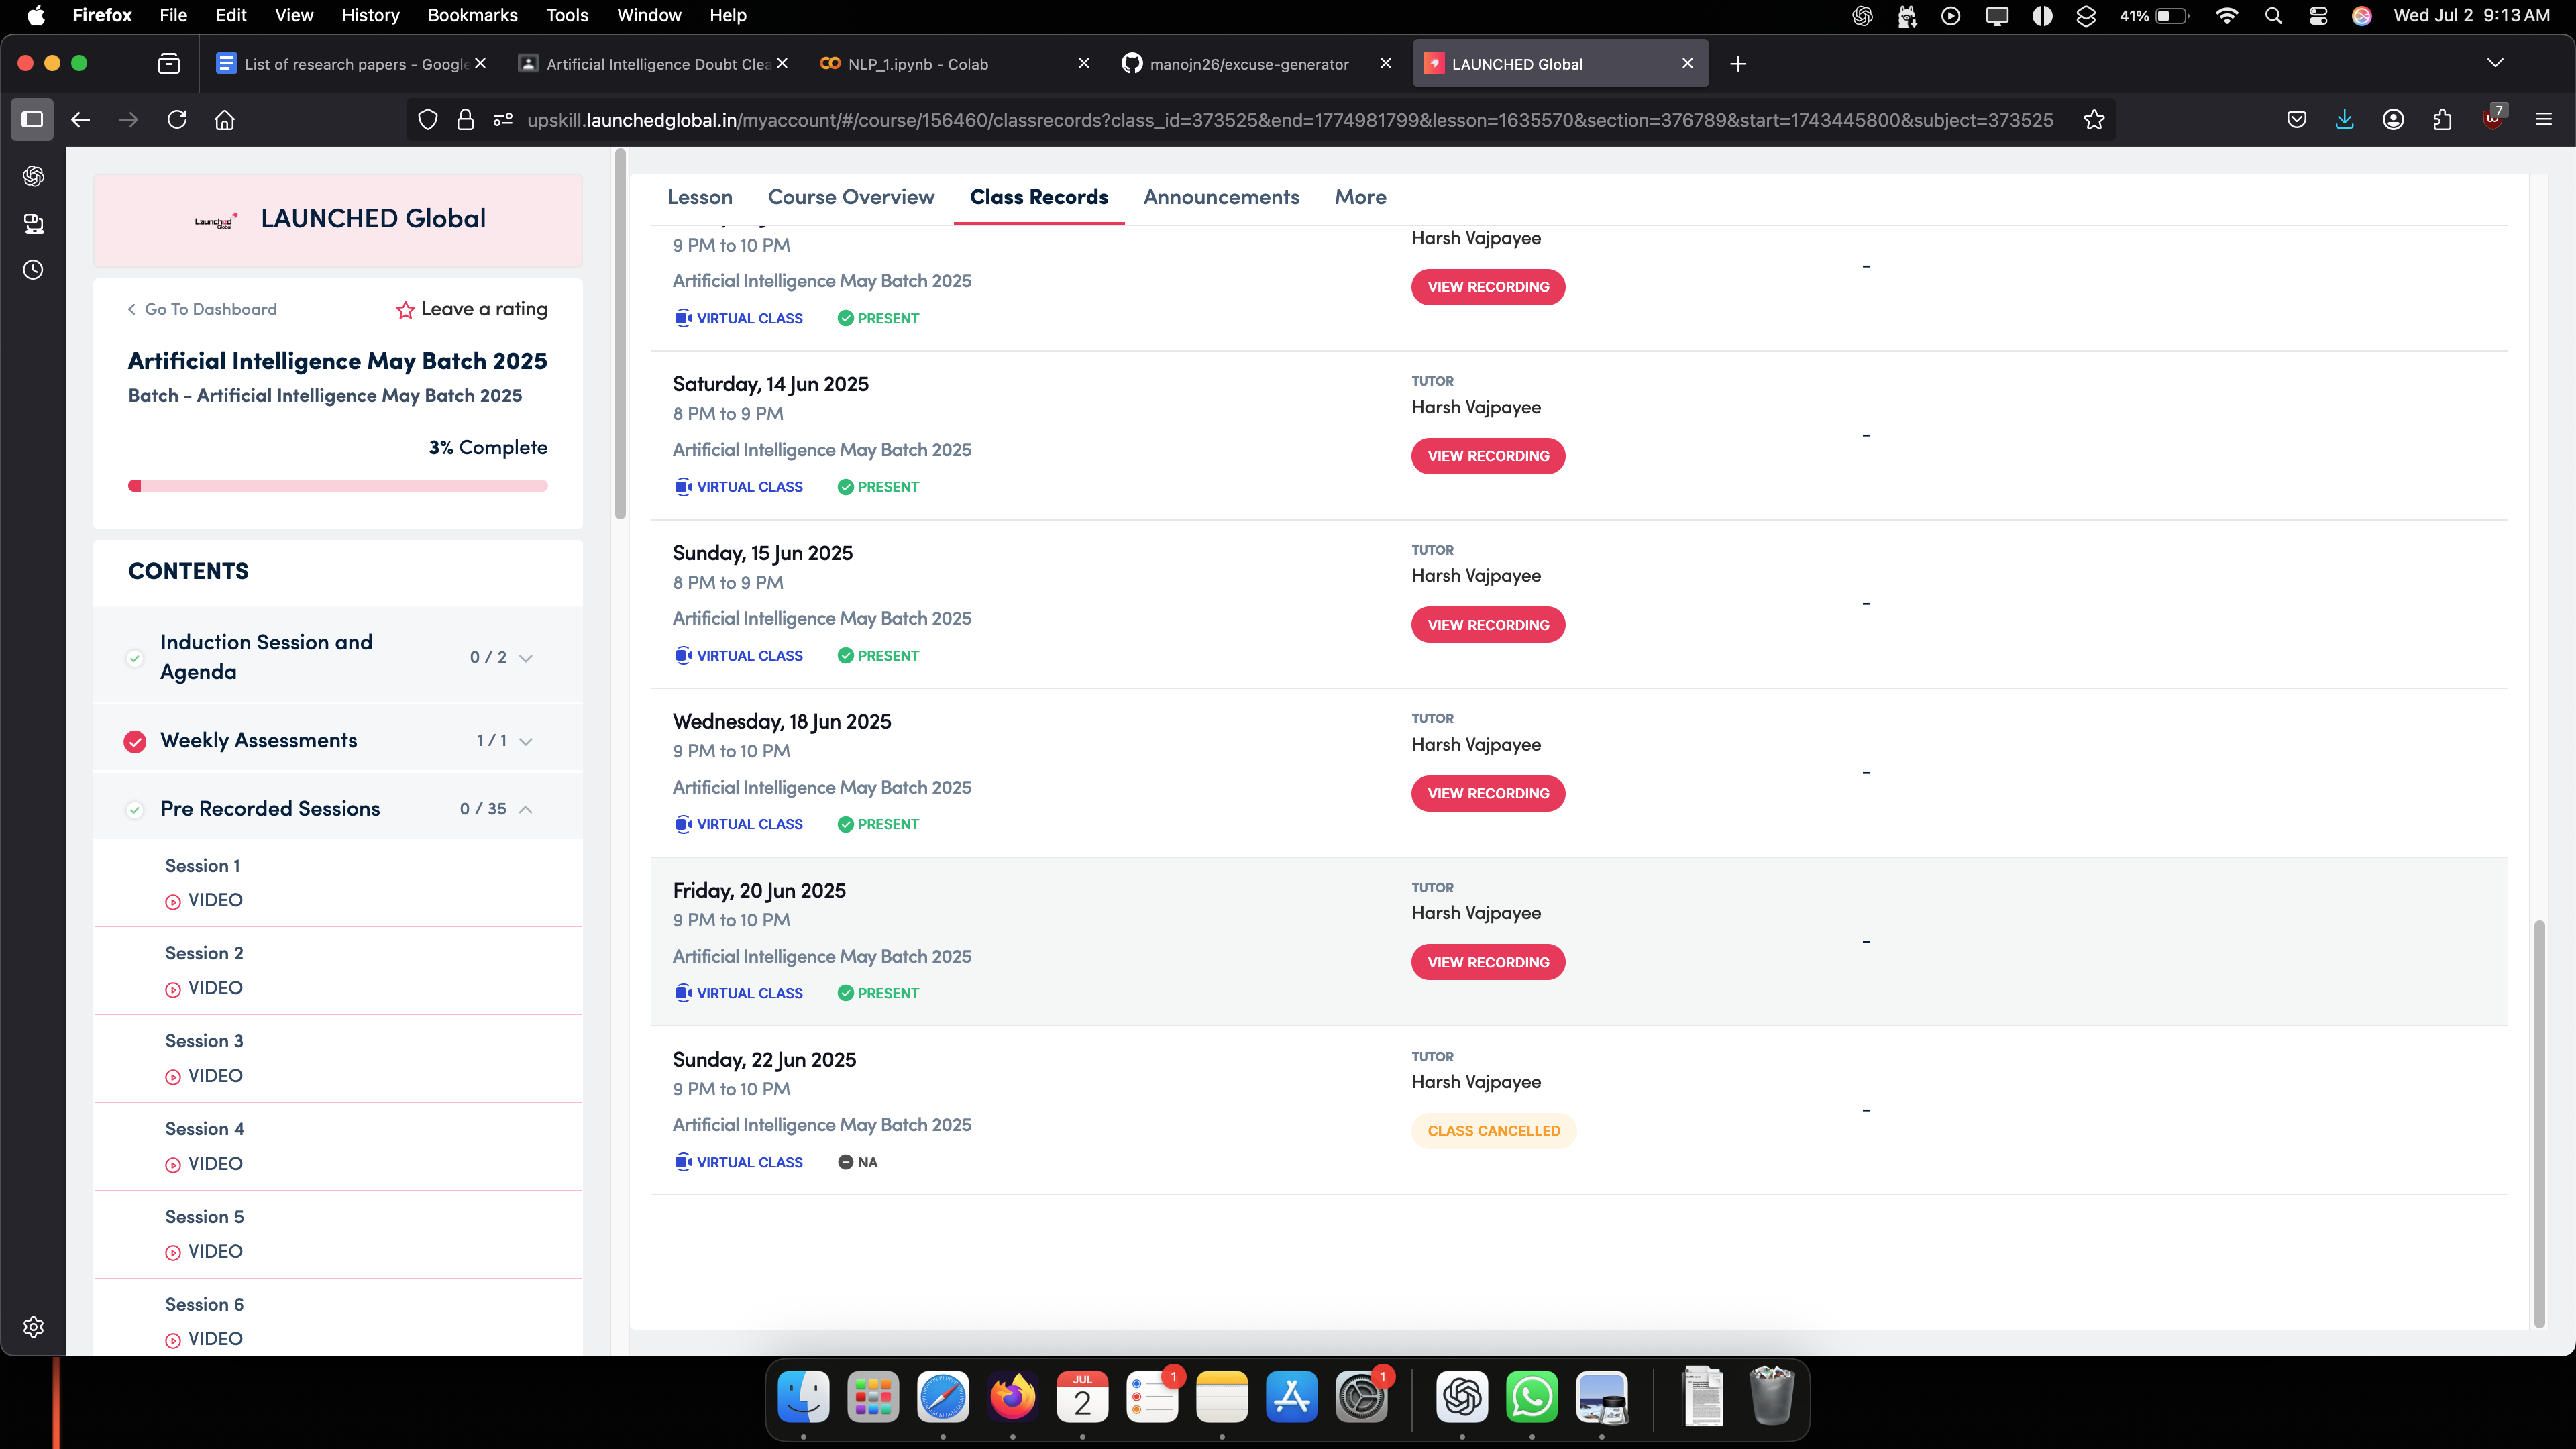 Firefox File Edit View History Bookmarks Tools Window Help
41% Wed Jul 2 9:13 AM
List of research papers - Google
Artificial Intelligence Doubt Clea
NLP_1.ipynb - Colab
manojn26/excuse-generator
LAUNCHED Global
upskill.launchedglobal.in/myaccount/#/course/156460/classrecords?class_id=373525&end=1774981799&lesson=1635570&section=376789&start=1743445800&subject=373525
7
Launched Global
LAUNCHED Global
Go To Dashboard
Leave a rating
Artificial Intelligence May Batch 2025
Batch - Artificial Intelligence May Batch 2025
3% Complete
CONTENTS
Induction Session and
Agenda
0 / 2
Weekly Assessments 1 / 1
Pre Recorded Sessions 0 / 35
Session 1
VIDEO
Session 2
VIDEO
Session 3
VIDEO
Session 4
VIDEO
Session 5
VIDEO
Session 6
VIDEO
Lesson Course Overview Class Records Announcements More
9 PM to 10 PM
Harsh Vajpayee
Artificial Intelligence May Batch 2025
VIEW RECORDING
-
VIRTUAL CLASS PRESENT
Saturday, 14 Jun 2025
8 PM to 9 PM
Artificial Intelligence May Batch 2025
VIRTUAL CLASS PRESENT
TUTOR
Harsh Vajpayee
VIEW RECORDING
-
Sunday, 15 Jun 2025
8 PM to 9 PM
Artificial Intelligence May Batch 2025
VIRTUAL CLASS PRESENT
TUTOR
Harsh Vajpayee
VIEW RECORDING
-
Wednesday, 18 Jun 2025
9 PM to 10 PM
Artificial Intelligence May Batch 2025
VIRTUAL CLASS PRESENT
TUTOR
Harsh Vajpayee
VIEW RECORDING
-
Friday, 20 Jun 2025
9 PM to 10 PM
Artificial Intelligence May Batch 2025
VIRTUAL CLASS PRESENT
TUTOR
Harsh Vajpayee
VIEW RECORDING
-
Sunday, 22 Jun 2025
9 PM to 10 PM
Artificial Intelligence May Batch 2025
VIRTUAL CLASS NA
TUTOR
Harsh Vajpayee
CLASS CANCELLED
-
JUL
2
1
1